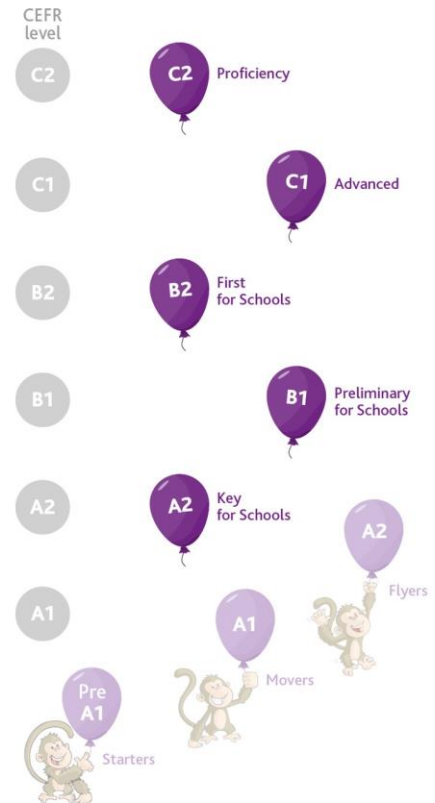 CEFR
level
C2
C2
Proficiency
C1
C1
Advanced
B2
B2
First
for Schools
B1
B1
Preliminary
for Schools
A2
A2
Key
for Schools
A2
Flyers
A1
A1
Movers
Pre
A1
Starters